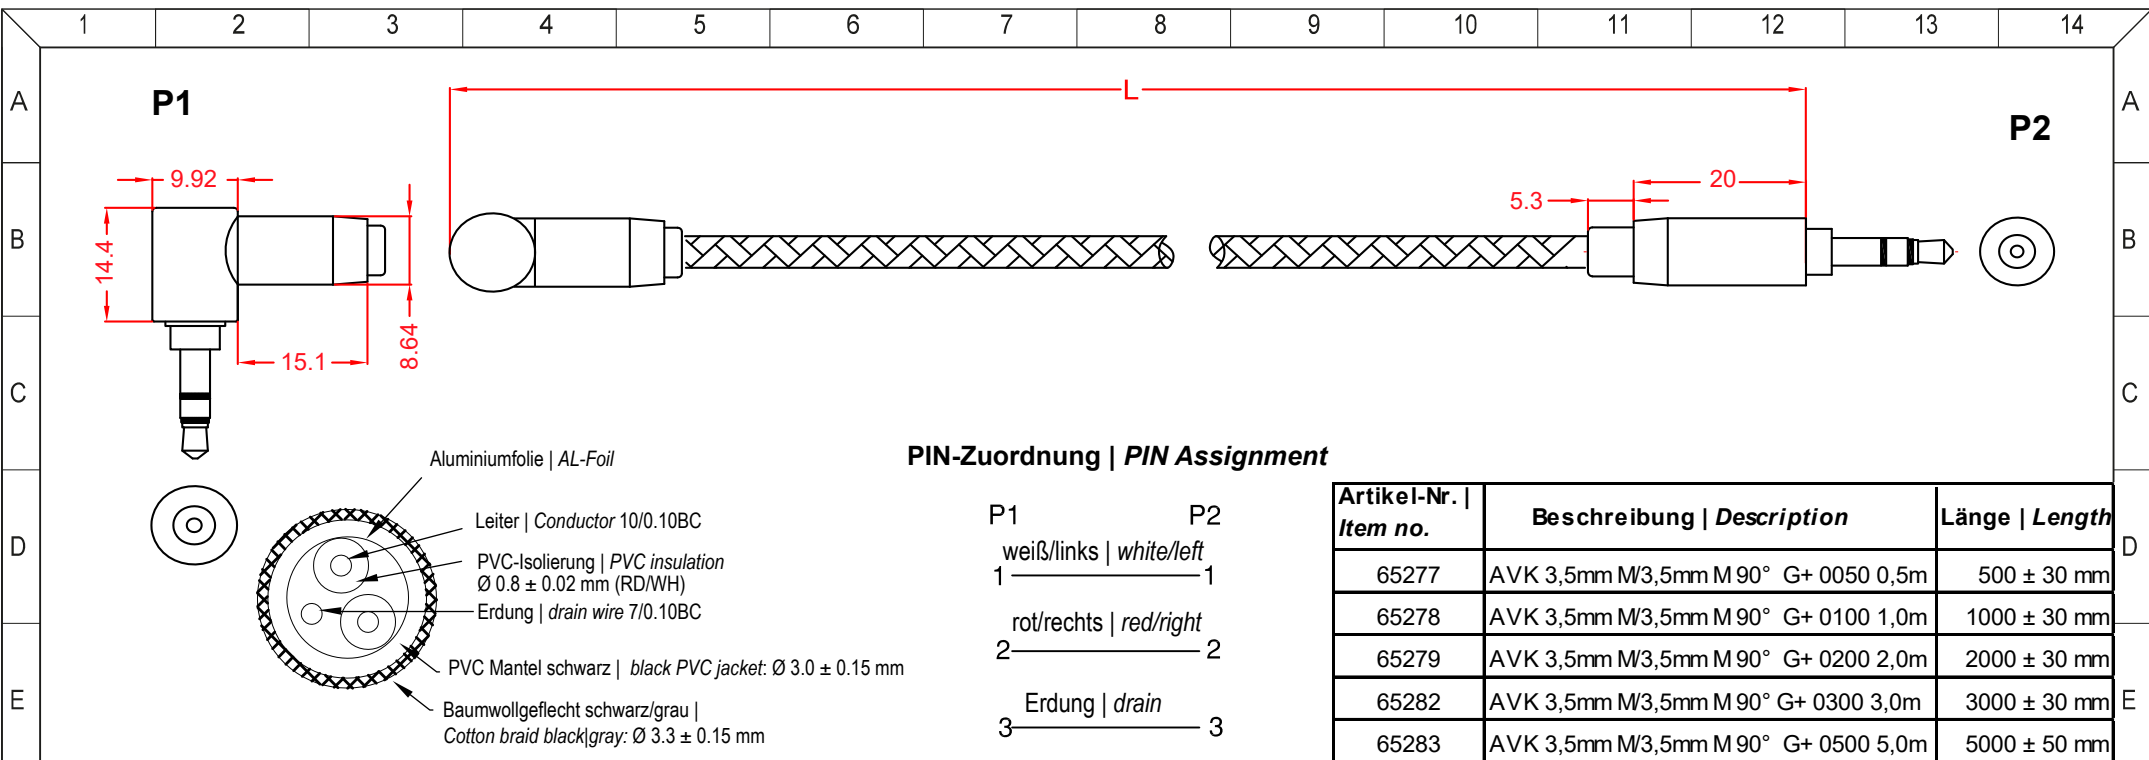 1 2 3 4 5 6 7 8 9 10 11 12 13 14
A A
P1
L
P2
9.92
20
5.3
B B
14.4
8.64
15.1
C C
Aluminiumfolie | AL-Foil
Leiter | Conductor 10/0.10BC
PVC-Isolierung | PVC insulation
Ø 0.8 ± 0.02 mm (RD/WH)
Erdung | drain wire 7/0.10BC
PVC Mantel schwarz | black PVC jacket: Ø 3.0 ± 0.15 mm
Baumwollgeflecht schwarz/grau |
Cotton braid black|gray: Ø 3.3 ± 0.15 mm
PIN-Zuordnung | PIN Assignment
P1 P2
weiß/links | white/left
1 1
rot/rechts | red/right
2 2
Erdung | drain
3 3
Artikel-Nr. |
Item no.
Beschreibung | Description
Länge | Length
65277 AVK 3,5mm M/3,5mm M 90° G+ 0050 0,5m 500 ± 30 mm
65278 AVK 3,5mm M/3,5mm M 90° G+ 0100 1,0m 1000 ± 30 mm
65279 AVK 3,5mm M/3,5mm M 90° G+ 0200 2,0m 2000 ± 30 mm
65282 AVK 3,5mm M/3,5mm M 90° G+ 0300 3,0m 3000 ± 30 mm
65283 AVK 3,5mm M/3,5mm M 90° G+ 0500 5,0m 5000 ± 50 mm
D D
E E